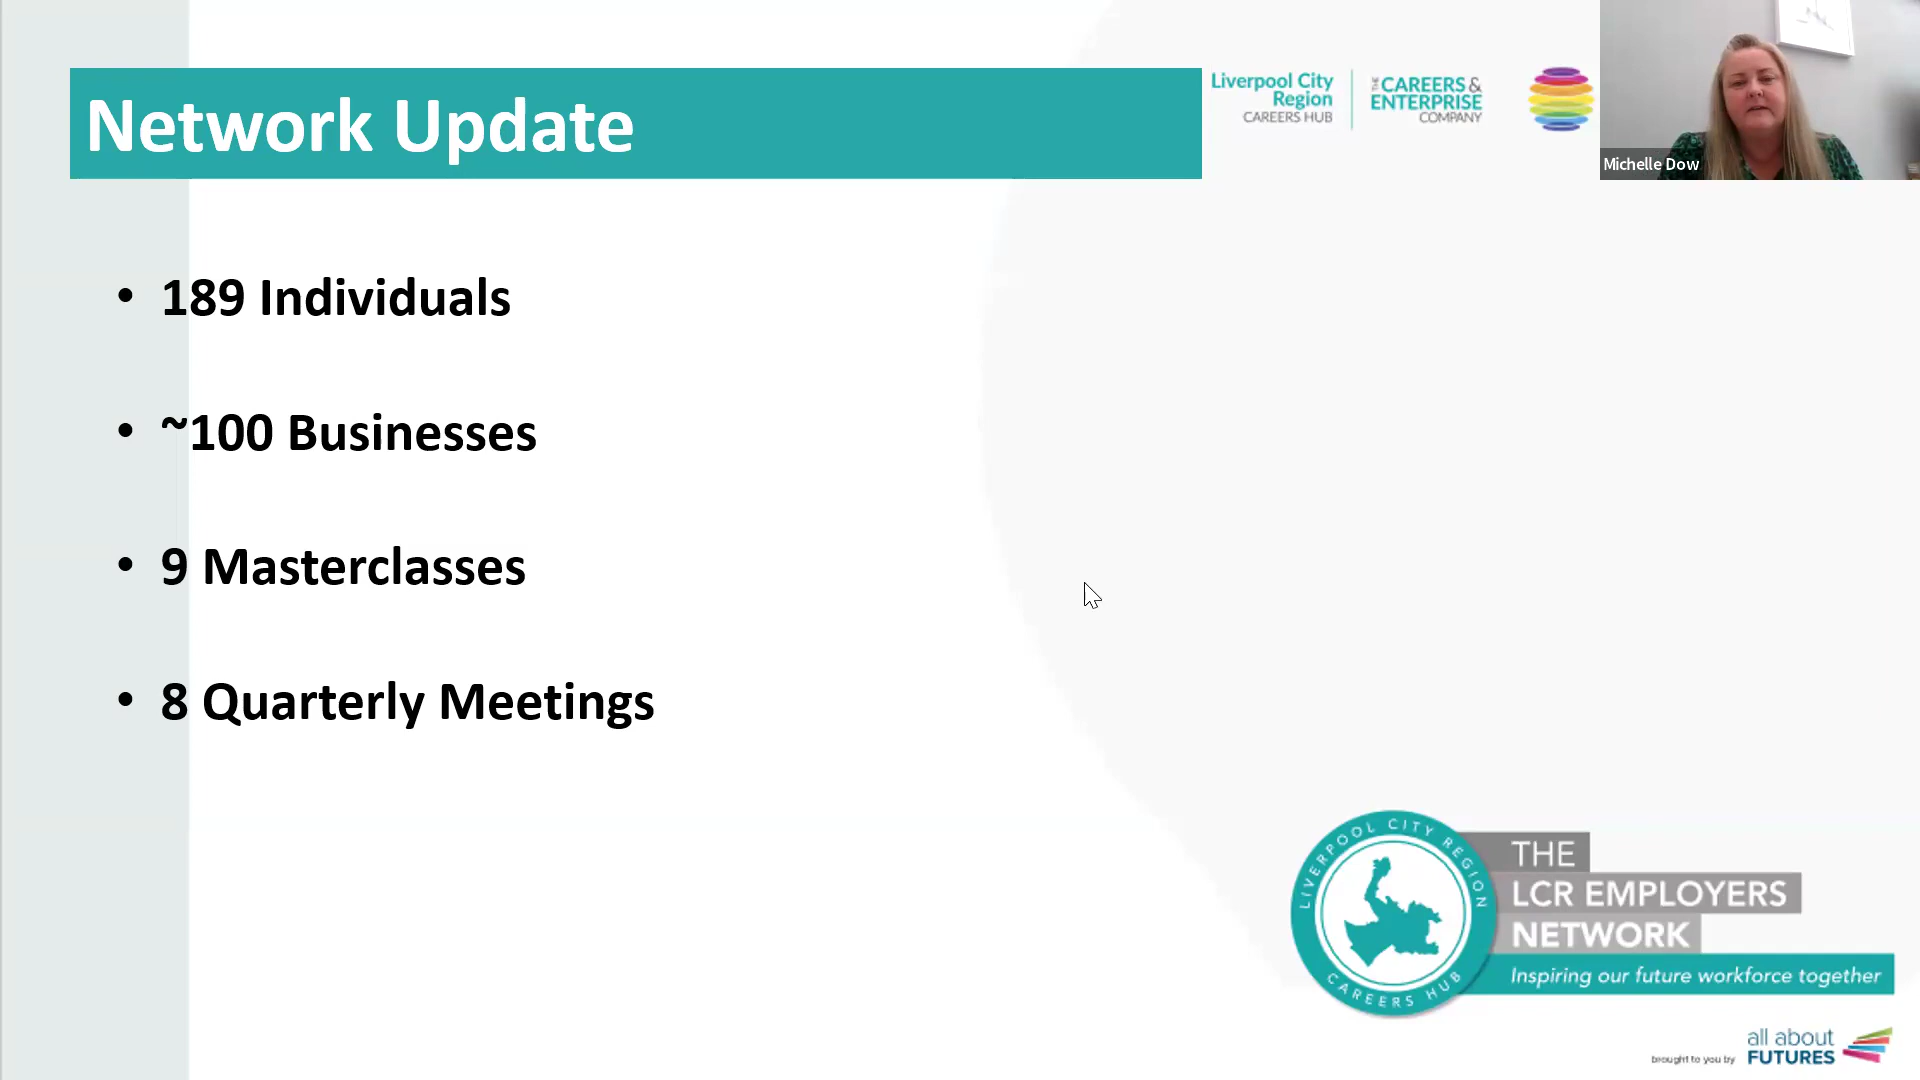 Network Update
Liverpool City
Region
CAREERS HUB
THE
CAREERS &
ENTERPRISE
COMPANY
Michelle Dow
• 189 Individuals
• ~100 Businesses
• 9 Masterclasses
• 8 Quarterly Meetings
LIVERPOOL CITY REGION
CAREERS HUB
THE
LCR EMPLOYERS
NETWORK
Inspiring our future workforce together
brought to you by
all about
FUTURES